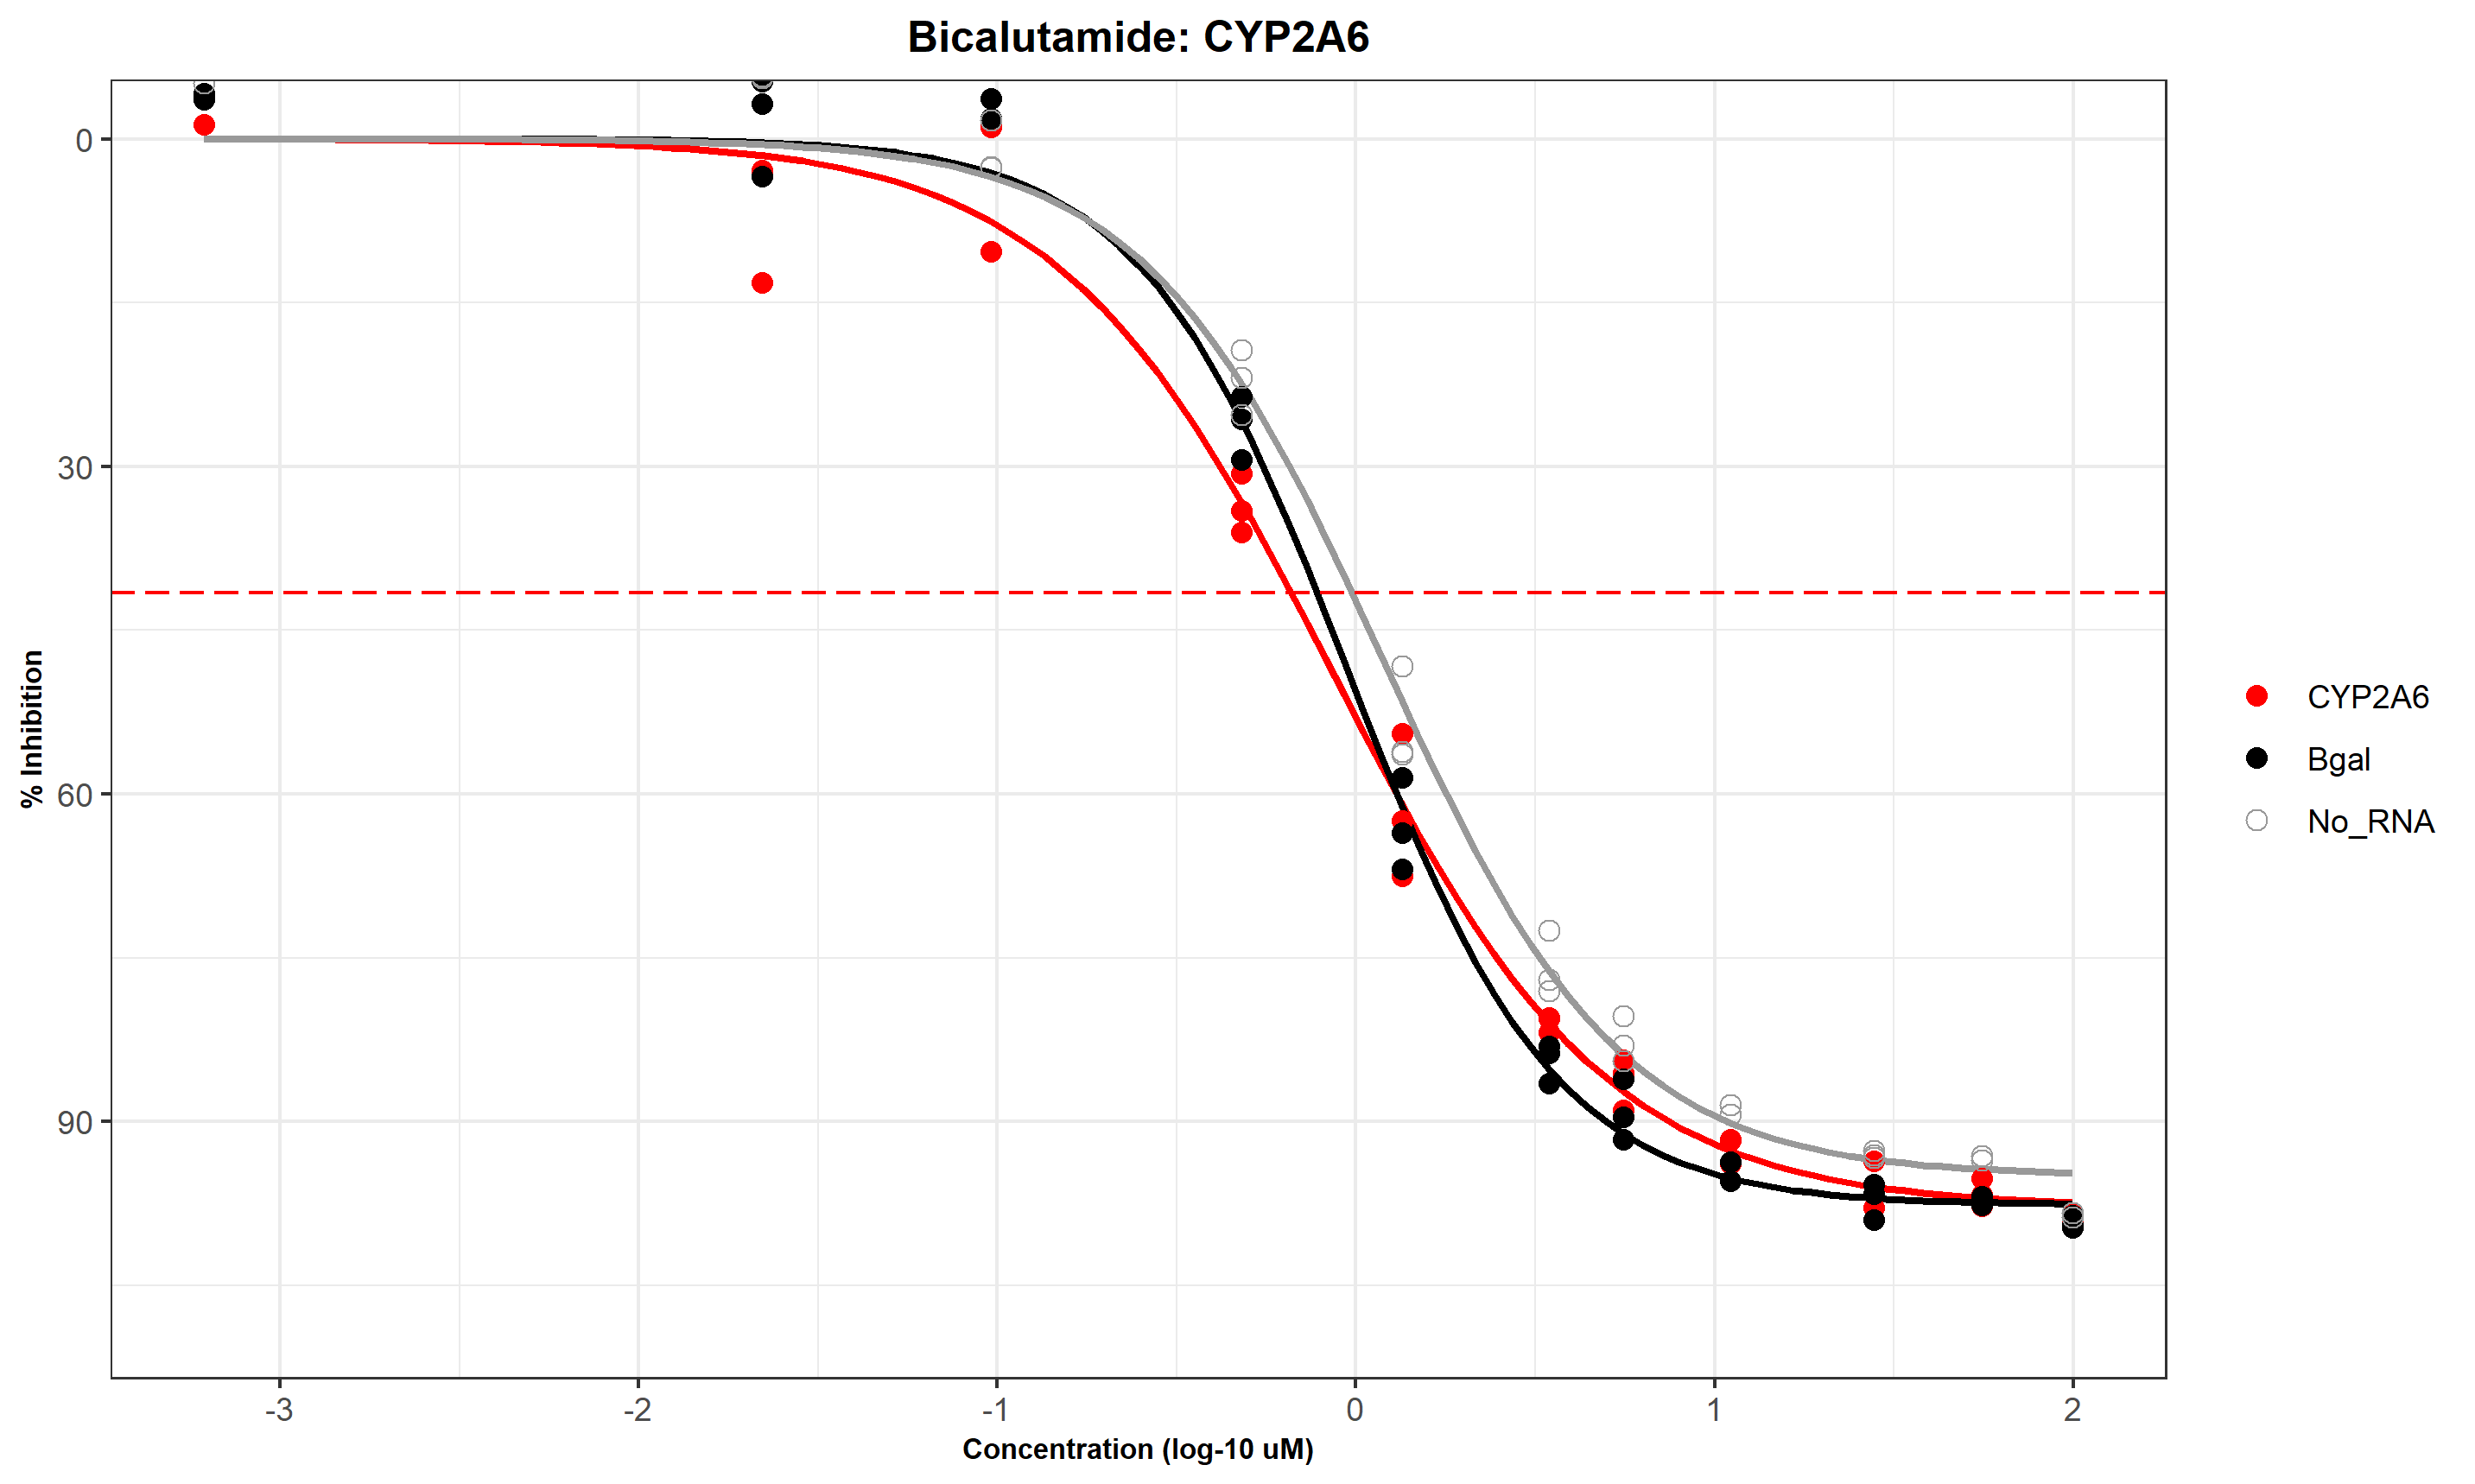 Bicalutamide: CYP2A6
% Inhibition
0
30
60
90
-3
-2
-1
0
1
2
Concentration (log-10 uM)
CYP2A6
Bgal
No_RNA